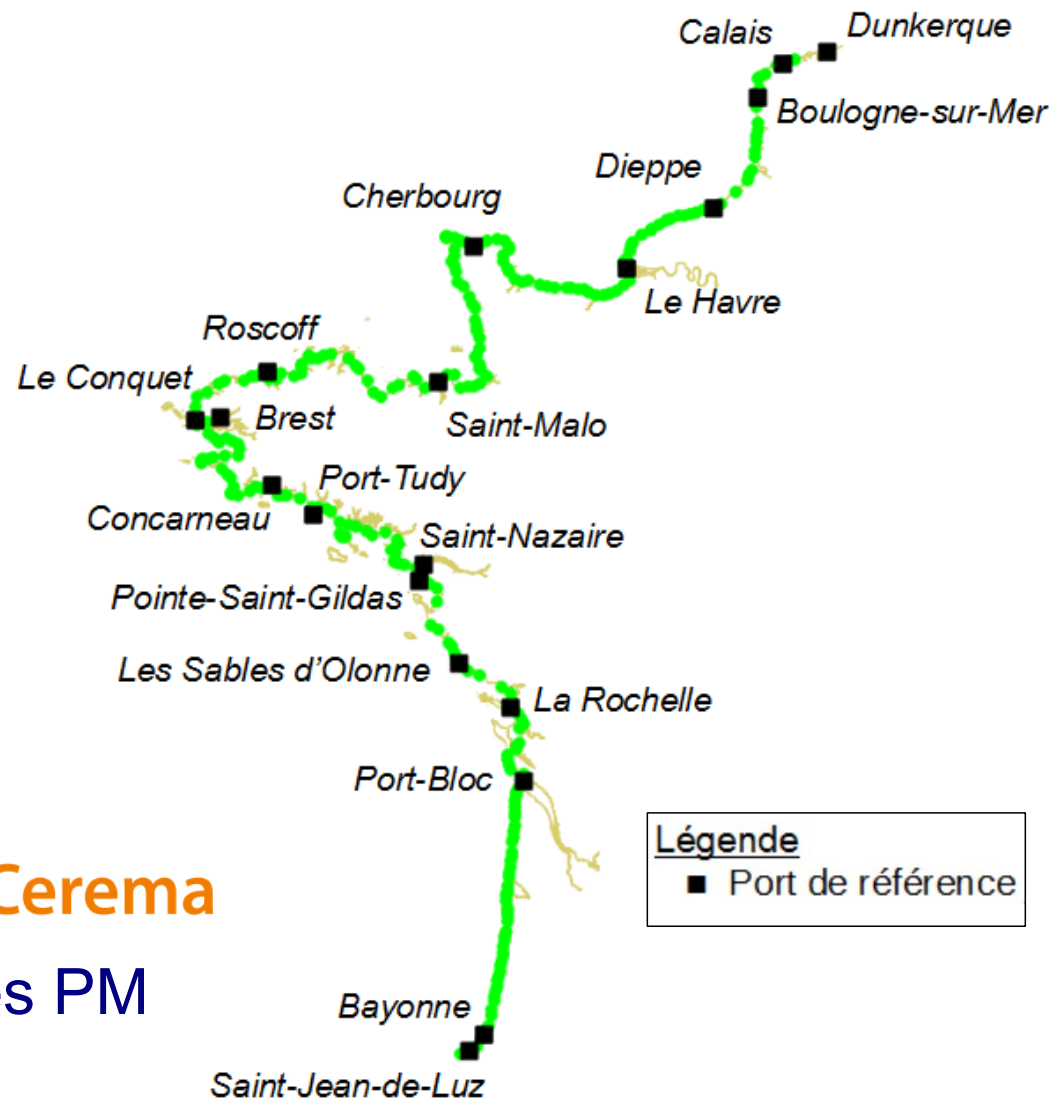 Dunkerque
Calais
Boulogne-sur-Mer
Dieppe
Cherbourg
Le Havre
Roscoff
Le Conquet
Brest
Saint-Malo
Port-Tudy
Concarneau
Saint-Nazaire
Pointe-Saint-Gildas
Les Sables d’Olonne
La Rochelle
Port-Bloc
Légende
■ Port de référence
Cerema
es PM
Bayonne
Saint-Jean-de-Luz